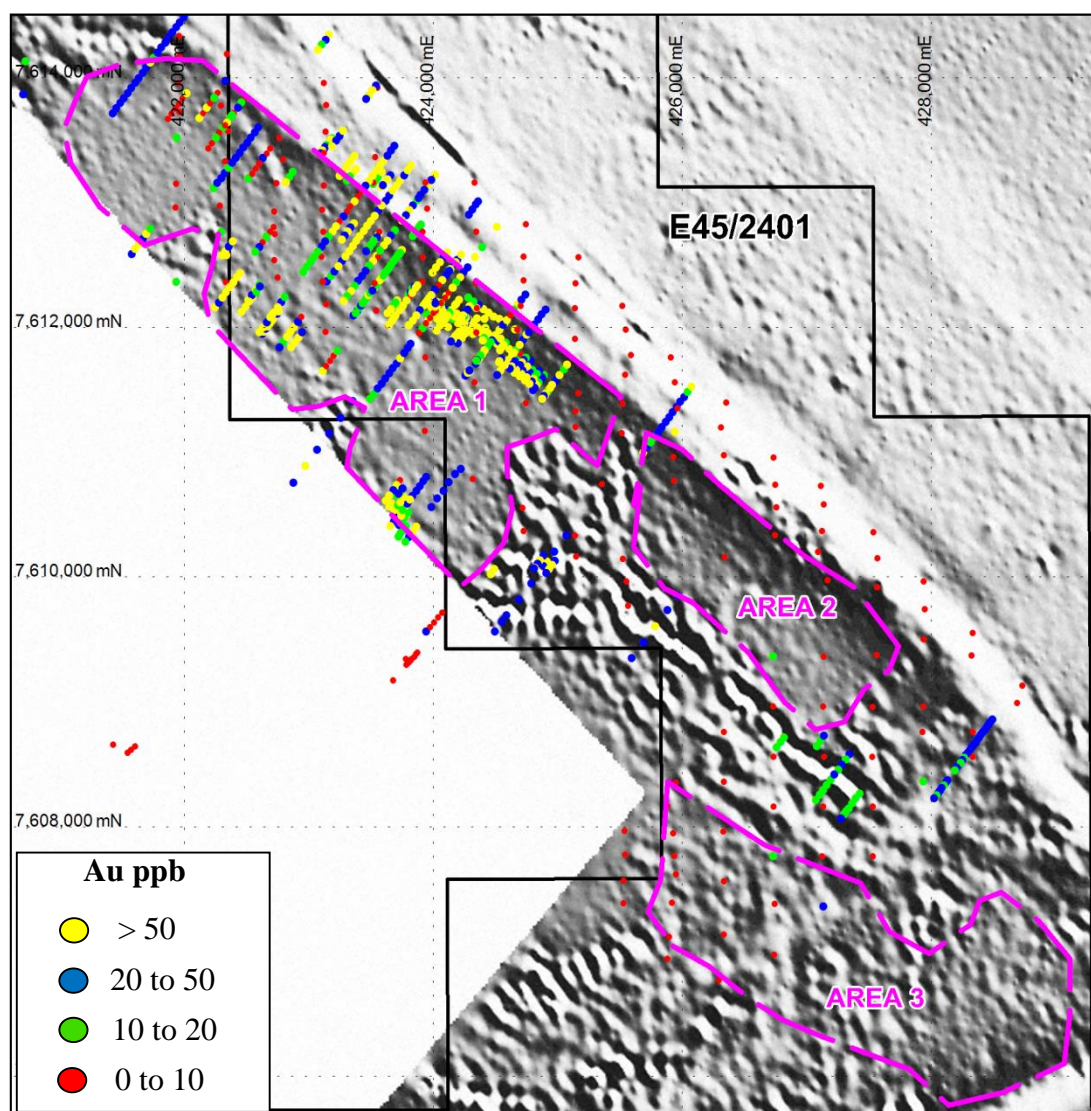 422,000 mE
424,000 mE
426,000 mE
428,000 mE
7,614,000 mN
E45/2401
7,612,000 mN
AREA 1
7,610,000 mN
AREA 2
7,608,000 mN
AREA 3
Au ppb
> 50
20 to 50
10 to 20
0 to 10